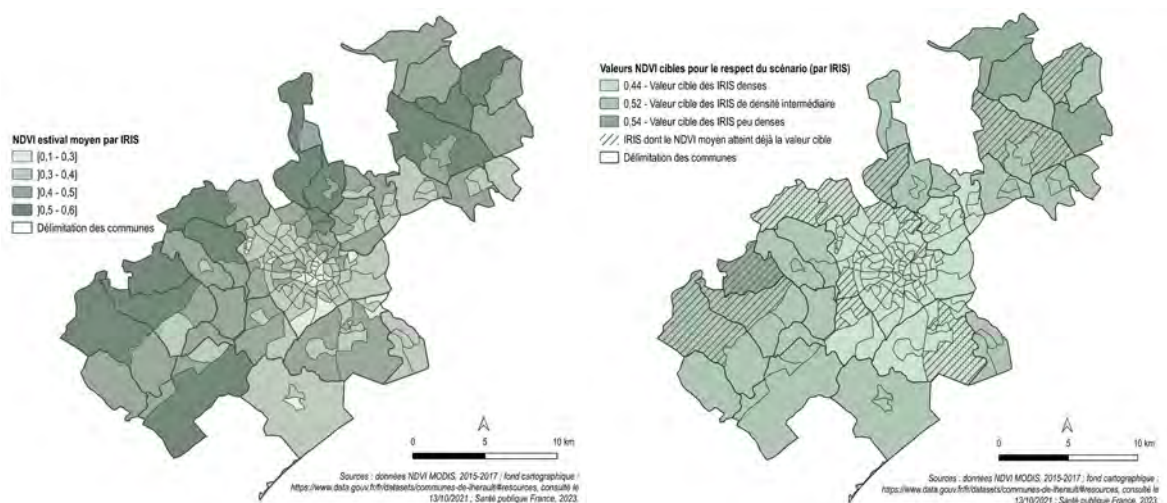 NDVI estival moyen par IRIS
[0,1 - 0,3]
]0,3 - 0,4]
]0,4 - 0,5]
]0,5 - 0,6]
Délimitation des communes
0
5
10 km
Sources : données NDVI MODIS, 2015-2017 ; fond cartographique :
https://www.data.gouv.fr/fr/datasets/communes-de-lherault/#resources, consulté le
13/10/2021 ; Santé publique France, 2023.
Valeurs NDVI cibles pour le respect du scénario (par IRIS)
0,44 - Valeur cible des IRIS denses
0,52 - Valeur cible des IRIS de densité intermédiaire
0,54 - Valeur cible des IRIS peu denses
IRIS dont le NDVI moyen atteint déjà la valeur cible
Délimitation des communes
0
5
10 km
Sources : données NDVI MODIS, 2015-2017 ; fond cartographique :
https://www.data.gouv.fr/fr/datasets/communes-de-lherault/#resources, consulté le
13/10/2021 ; Santé publique France, 2023.